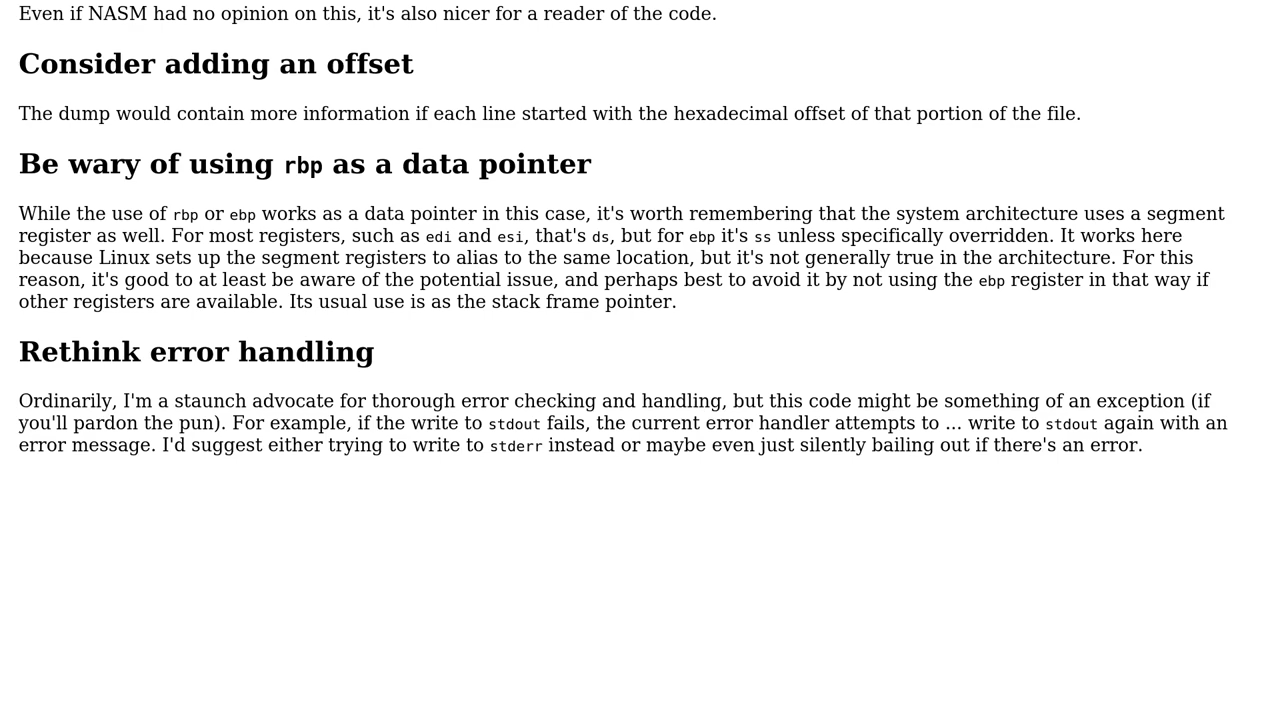 Even if NASM had no opinion on this, it's also nicer for a reader of the code.
Consider adding an offset
The dump would contain more information if each line started with the hexadecimal offset of that portion of the file.
Be wary of using rbp as a data pointer
While the use of rbp or ebp works as a data pointer in this case, it's worth remembering that the system architecture uses a segment
register as well. For most registers, such as edi and esi, that's ds, but for ebp it's ss unless specifically overridden. It works here
because Linux sets up the segment registers to alias to the same location, but it's not generally true in the architecture. For this
reason, it's good to at least be aware of the potential issue, and perhaps best to avoid it by not using the ebp register in that way if
other registers are available. Its usual use is as the stack frame pointer.
Rethink error handling
Ordinarily, I'm a staunch advocate for thorough error checking and handling, but this code might be something of an exception (if
you'll pardon the pun). For example, if the write to stdout fails, the current error handler attempts to ... write to stdout again with an
error message. I'd suggest either trying to write to stderr instead or maybe even just silently bailing out if there's an error.